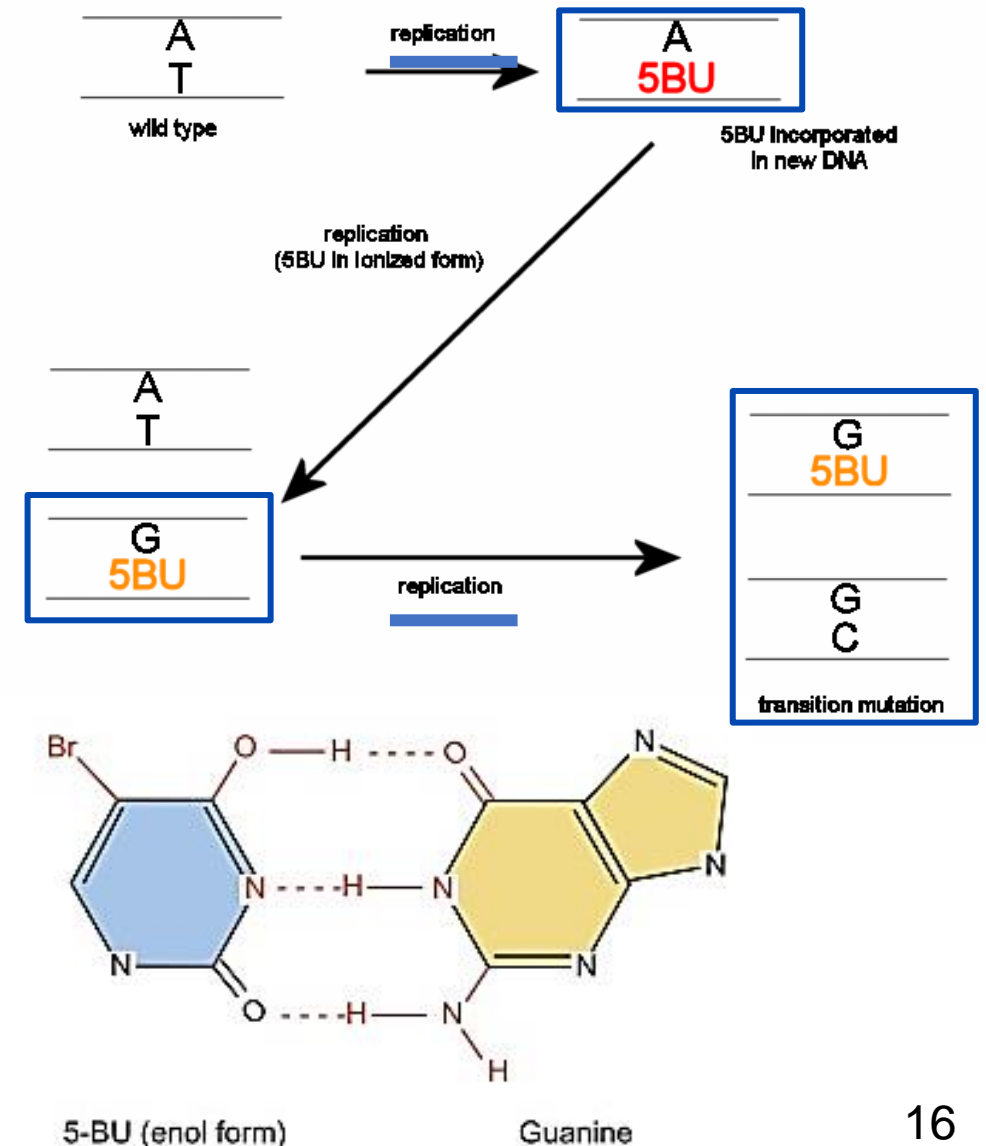 A
T
wild type
replication
A
5BU
5BU incorporated
in new DNA
replication
(5BU in ionized form)
A
T
G
5BU
replication
G
5BU
G
C
transition mutation
Br
O
H
O
N
N
H
N
N
N
O
H
N
N
H
5-BU (enol form)
Guanine
16